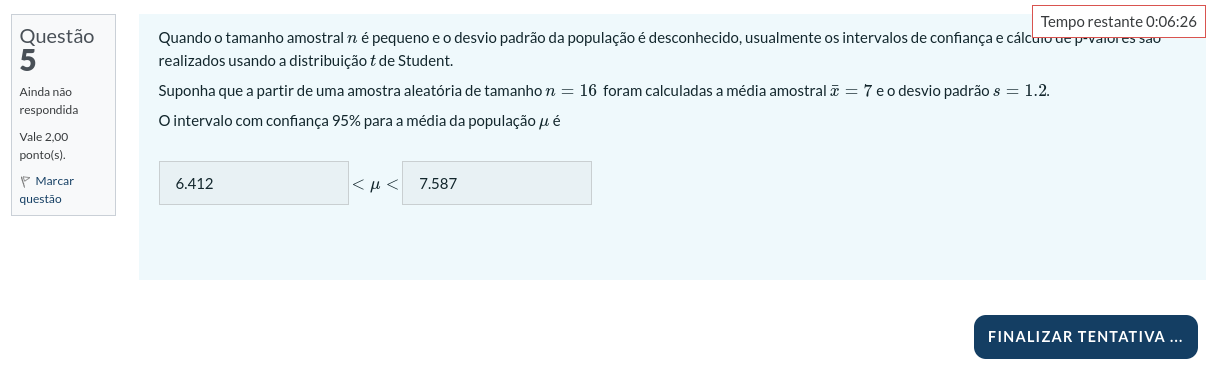 Questão
5
Ainda não
respondida
Vale 2,00
ponto(s).
Marcar
questão
Tempo restante 0:06:26
Quando o tamanho amostral n é pequeno e o desvio padrão da população é desconhecido, usualmente os intervalos de confiança e cálculo de p-valores são
realizados usando a distribuição t de Student.
Suponha que a partir de uma amostra aleatória de tamanho n = 16 foram calculadas a média amostral x̄ = 7 e o desvio padrão s = 1.2.
O intervalo com confiança 95% para a média da população μ é
6.412 < μ < 7.587
FINALIZAR TENTATIVA ...